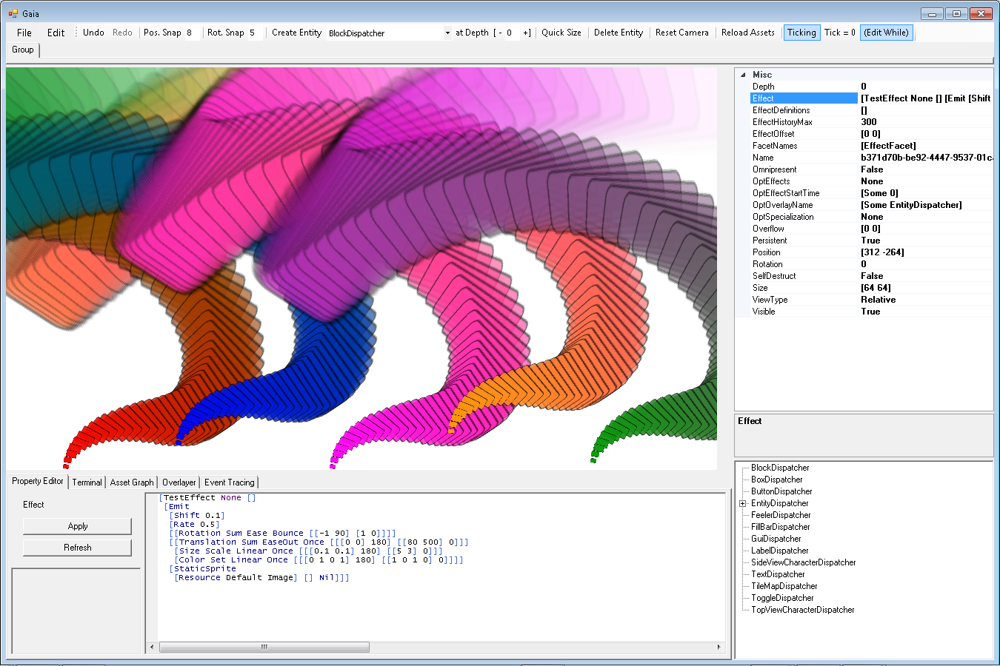 Gaia
File Edit Undo Redo Pos. Snap 8 Rot. Snap 5 Create Entity BlockDispatcher at Depth [ - 0 +] Quick Size Delete Entity Reset Camera Reload Assets Ticking Tick = 0 (Edit While)
Group
Misc
Depth 0
Effect [TestEffect None [] [Emit [Shift
EffectDefinitions []
EffectHistoryMax 300
EffectOffset [0 0]
FacetNames [EffectFacet]
Name b371d70b-be92-4447-9537-01c
Omnipresent False
OptEffects None
OptEffectStartTime [Some 0]
OptOverlayName [Some EntityDispatcher]
OptSpecialization None
Overflow [0 0]
Persistent True
Position [312 -264]
Rotation 0
SelfDestruct False
Size [64 64]
ViewType Relative
Visible True
Effect
BlockDispatcher
BoxDispatcher
ButtonDispatcher
EntityDispatcher
FeelerDispatcher
FillBarDispatcher
GuiDispatcher
LabelDispatcher
SideViewCharacterDispatcher
TextDispatcher
TileMapDispatcher
ToggleDispatcher
TopViewCharacterDispatcher
Property Editor Terminal Asset Graph Overlayer Event Tracing
Effect
Apply
Refresh
[TestEffect None []
[Emit
[Shift 0.1]
[Rate 0.5]
[[Rotation Sum Ease Bounce [[-1 90] [1 0]]]]
[[Translation Sum EaseOut Once [[[0 0] 180] [[80 500] 0]]]
[Size Scale Linear Once [[[0.1 0.1] 180] [[5 3] 0]]]
[Color Set Linear Once [[[0 1 0 1] 180] [[1 0 1 0] 0]]]]
[StaticSprite
[Resource Default Image] [] Nil]]]